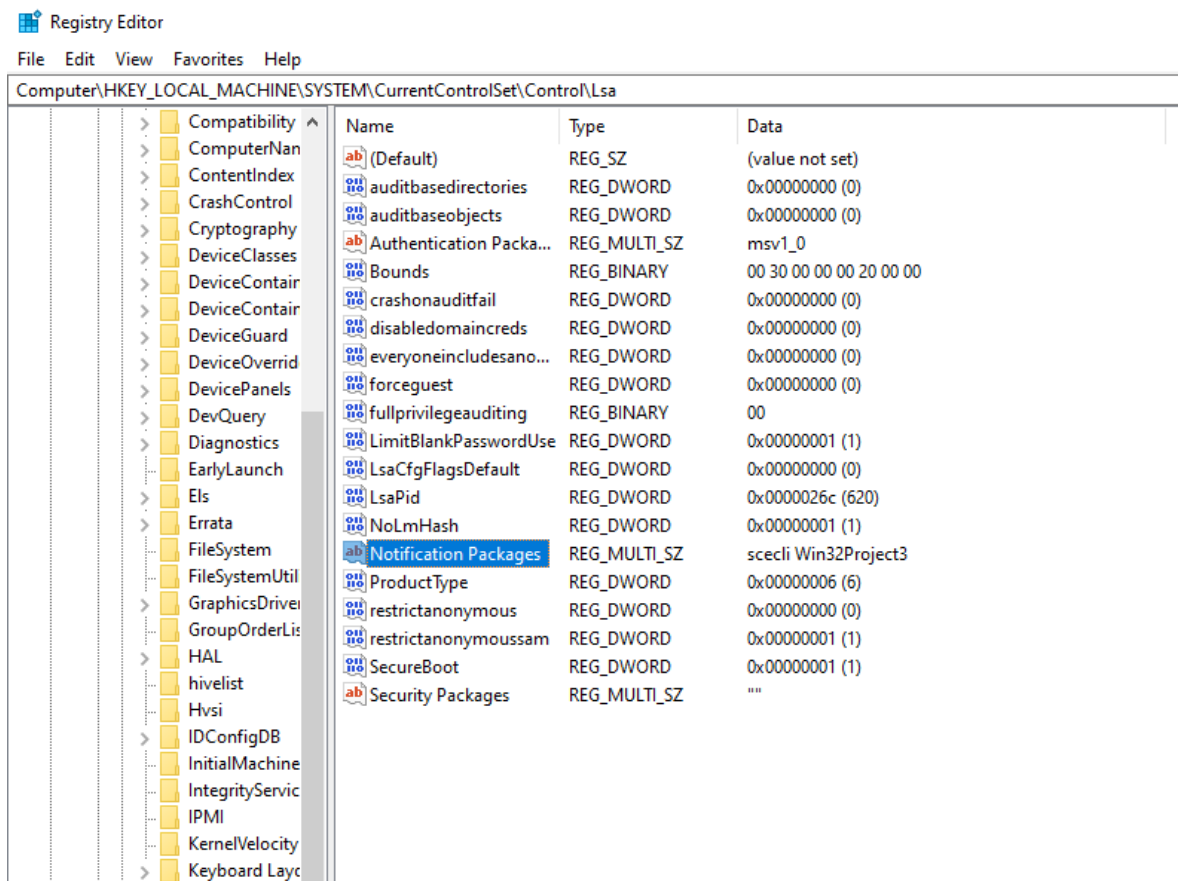 Registry Editor
File Edit View Favorites Help
Computer\HKEY_LOCAL_MACHINE\SYSTEM\CurrentControlSet\Control\Lsa
Compatibility
ComputerNan
ContentIndex
CrashControl
Cryptography
DeviceClasses
DeviceContair
DeviceContair
DeviceGuard
DeviceOverrid
DevicePanels
DevQuery
Diagnostics
EarlyLaunch
Els
Errata
FileSystem
FileSystemUtil
GraphicsDrive
GroupOrderLis
HAL
hivelist
Hvsi
IDConfigDB
InitialMachine
IntegrityServic
IPMI
KernelVelocity
Keyboard Layc
Name Type Data
(Default) REG_SZ (value not set)
auditbasedirectories REG_DWORD 0x00000000 (0)
auditbaseobjects REG_DWORD 0x00000000 (0)
Authentication Packa... REG_MULTI_SZ msv1_0
Bounds REG_BINARY 00 30 00 00 00 20 00 00
crashonauditfail REG_DWORD 0x00000000 (0)
disabledomaincreds REG_DWORD 0x00000000 (0)
everyoneincludesano... REG_DWORD 0x00000000 (0)
forceguest REG_DWORD 0x00000000 (0)
fullprivilegeauditing REG_BINARY 00
LimitBlankPasswordUse REG_DWORD 0x00000001 (1)
LsaCfgFlagsDefault REG_DWORD 0x00000000 (0)
LsaPid REG_DWORD 0x0000026c (620)
NoLmHash REG_DWORD 0x00000001 (1)
Notification Packages REG_MULTI_SZ scecli Win32Project3
ProductType REG_DWORD 0x00000006 (6)
restrictanonymous REG_DWORD 0x00000000 (0)
restrictanonymoussam REG_DWORD 0x00000001 (1)
SecureBoot REG_DWORD 0x00000001 (1)
Security Packages REG_MULTI_SZ ""